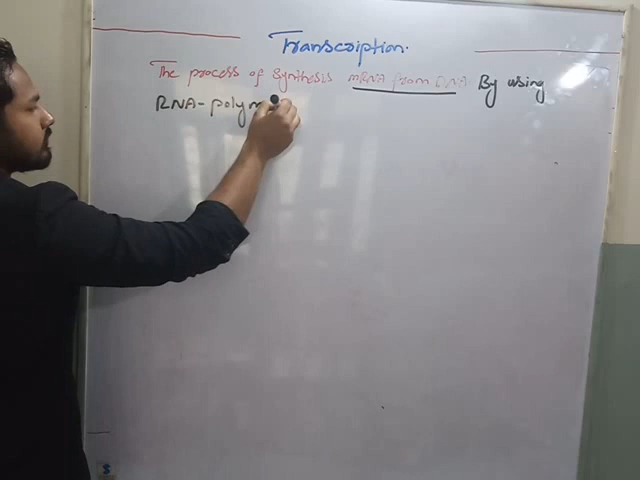 Transcription.
The process of synthesis mRNA from DNA By using
RNA-polym